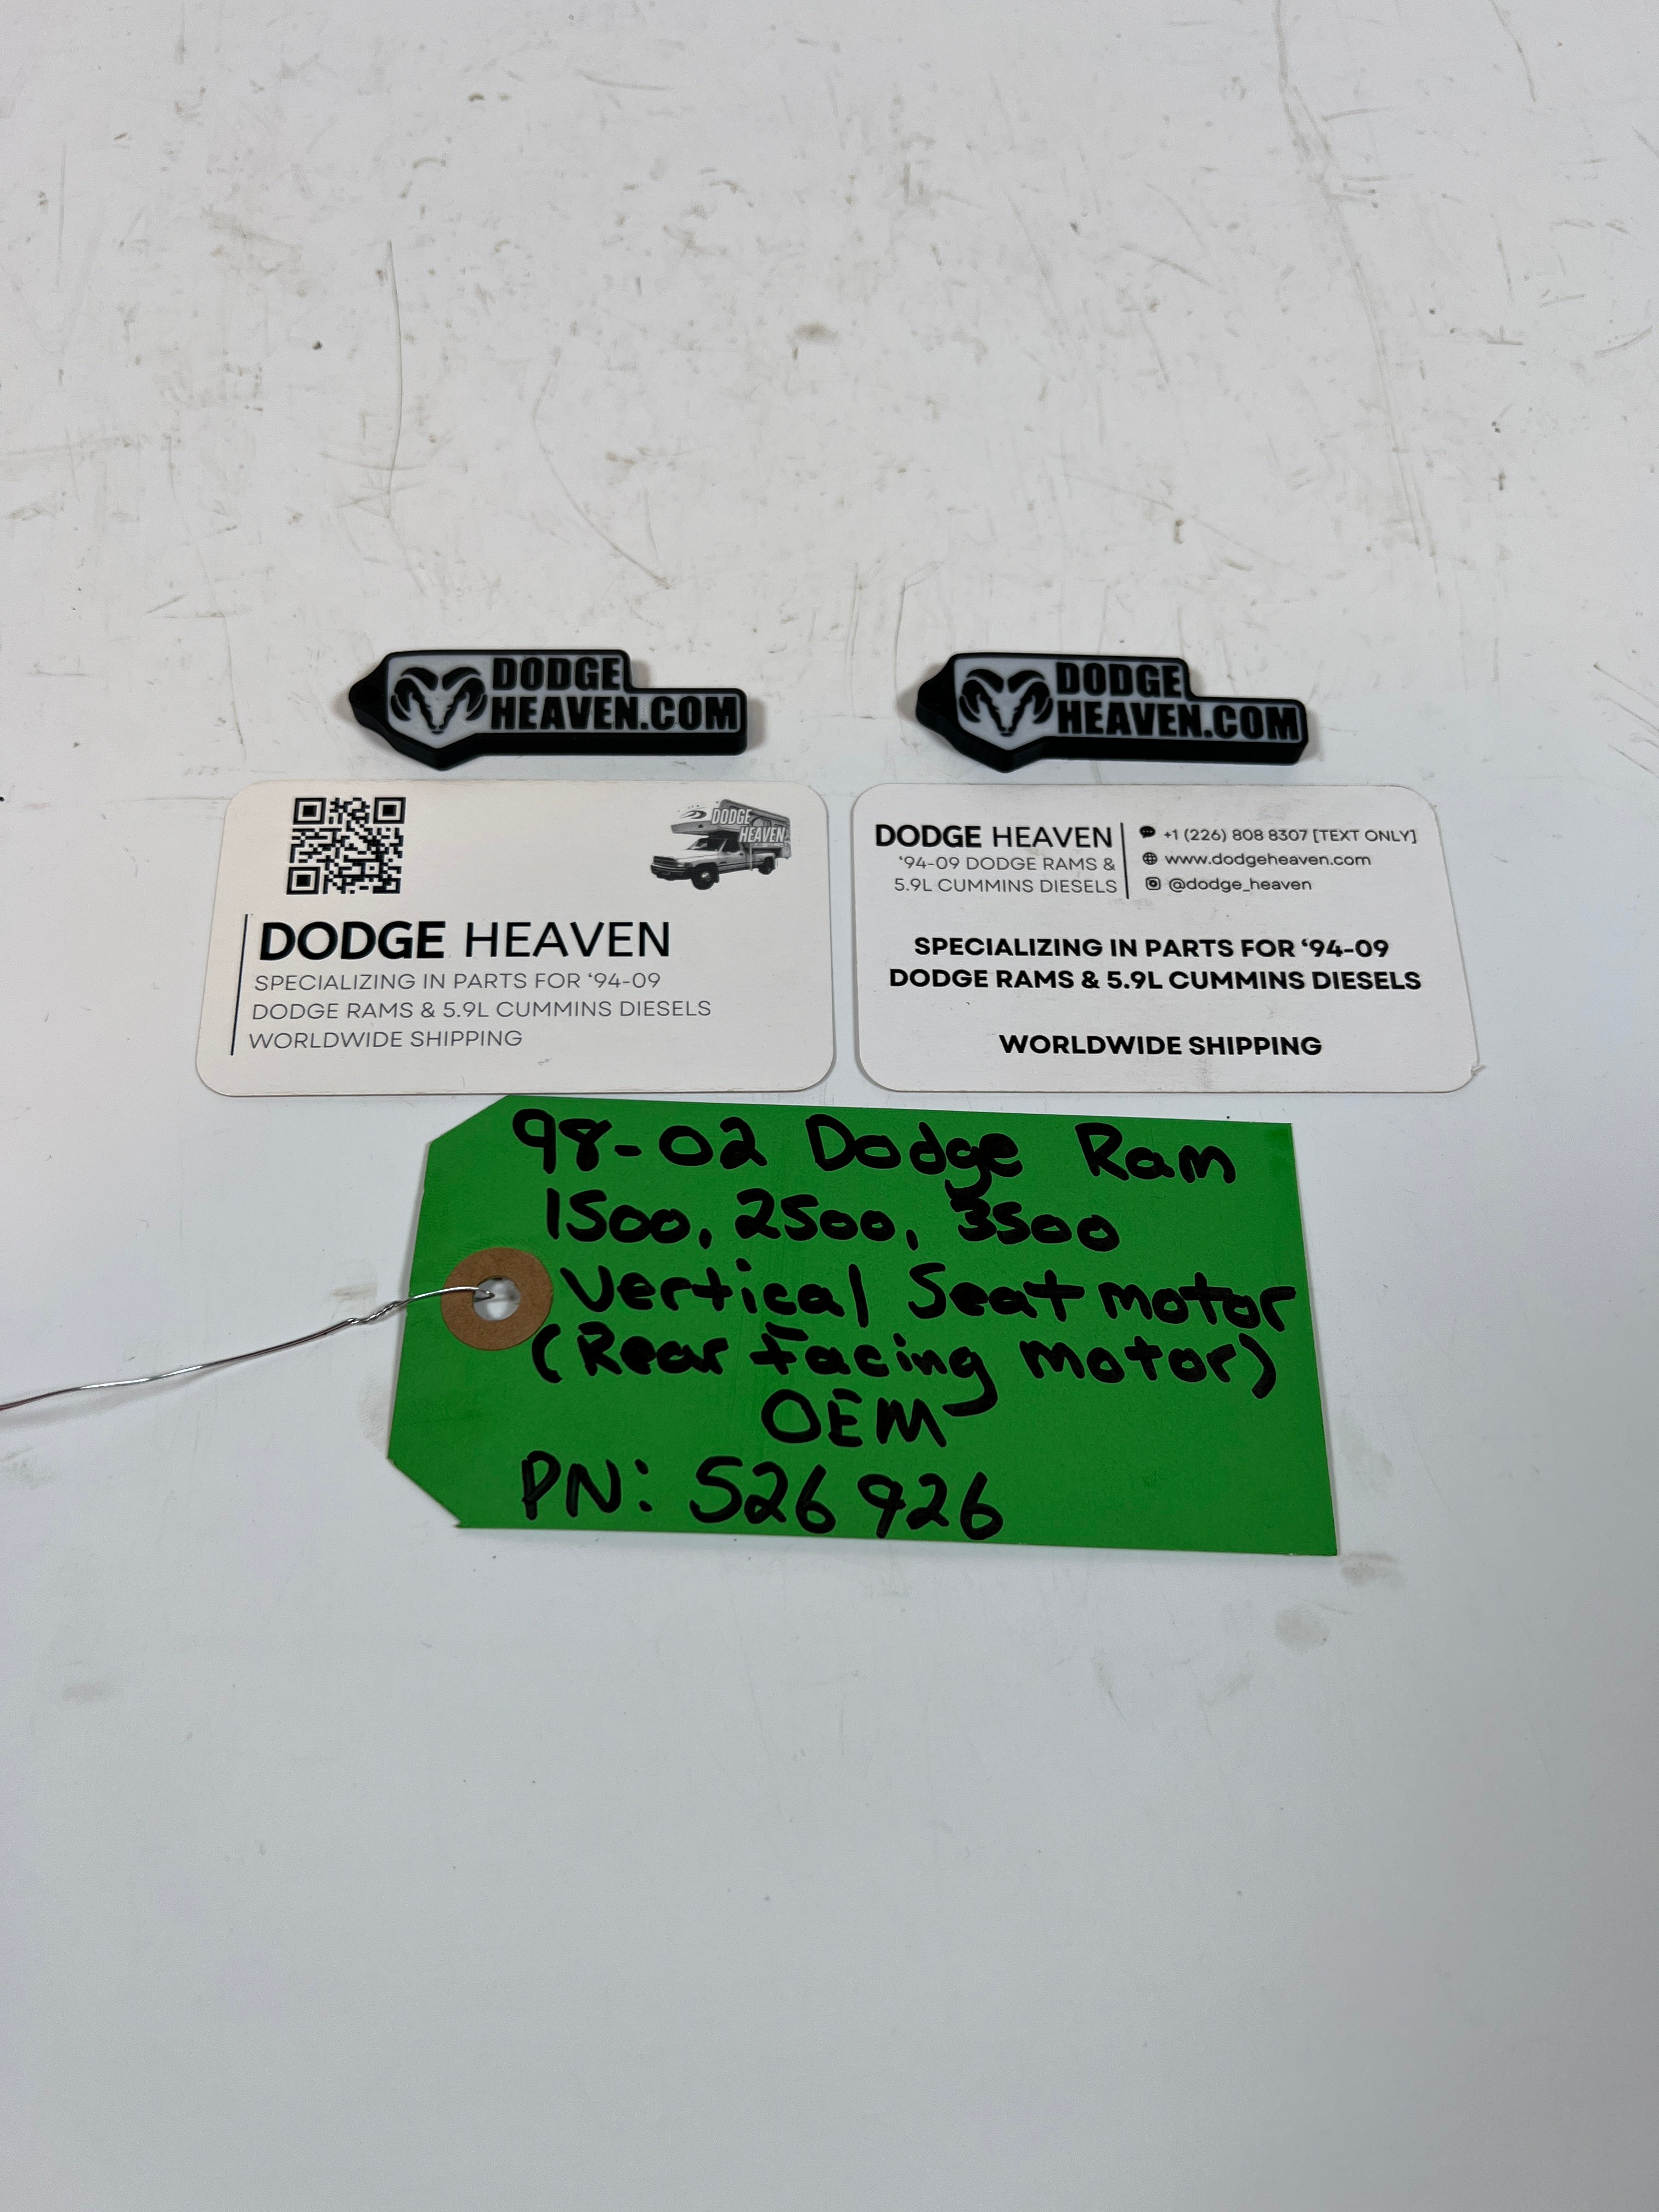 DODGE
HEAVEN.COM
DODGE
HEAVEN.COM
DODGE
HEAVEN
DODGE HEAVEN
SPECIALIZING IN PARTS FOR ‘94-09
DODGE RAMS & 5.9L CUMMINS DIESELS
WORLDWIDE SHIPPING
DODGE HEAVEN
‘94-09 DODGE RAMS &
5.9L CUMMINS DIESELS
+1 (226) 808 8307 [TEXT ONLY]
www.dodgeheaven.com
@dodge_heaven
SPECIALIZING IN PARTS FOR ‘94-09
DODGE RAMS & 5.9L CUMMINS DIESELS
WORLDWIDE SHIPPING
98-02 Dodge Ram
1500, 2500, 3500
Vertical Seat motor
(Rear Facing motor)
OEM
PN: 526926